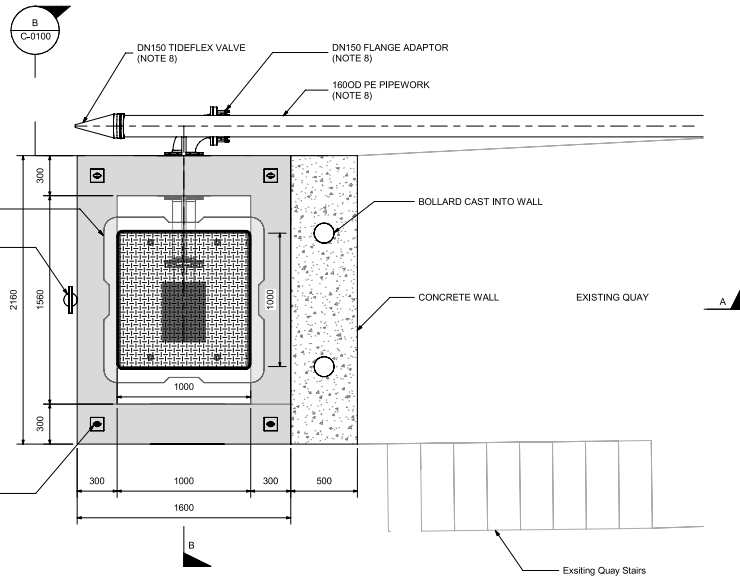 B
C-0100
DN150 TIDEFLEX VALVE
(NOTE 8)
DN150 FLANGE ADAPTOR
(NOTE 8)
160OD PE PIPEWORK
(NOTE 8)
300
BOLLARD CAST INTO WALL
2160
1560
1000
CONCRETE WALL
EXISTING QUAY
A
1000
300
300
1000
300
500
1600
B
Exsiting Quay Stairs